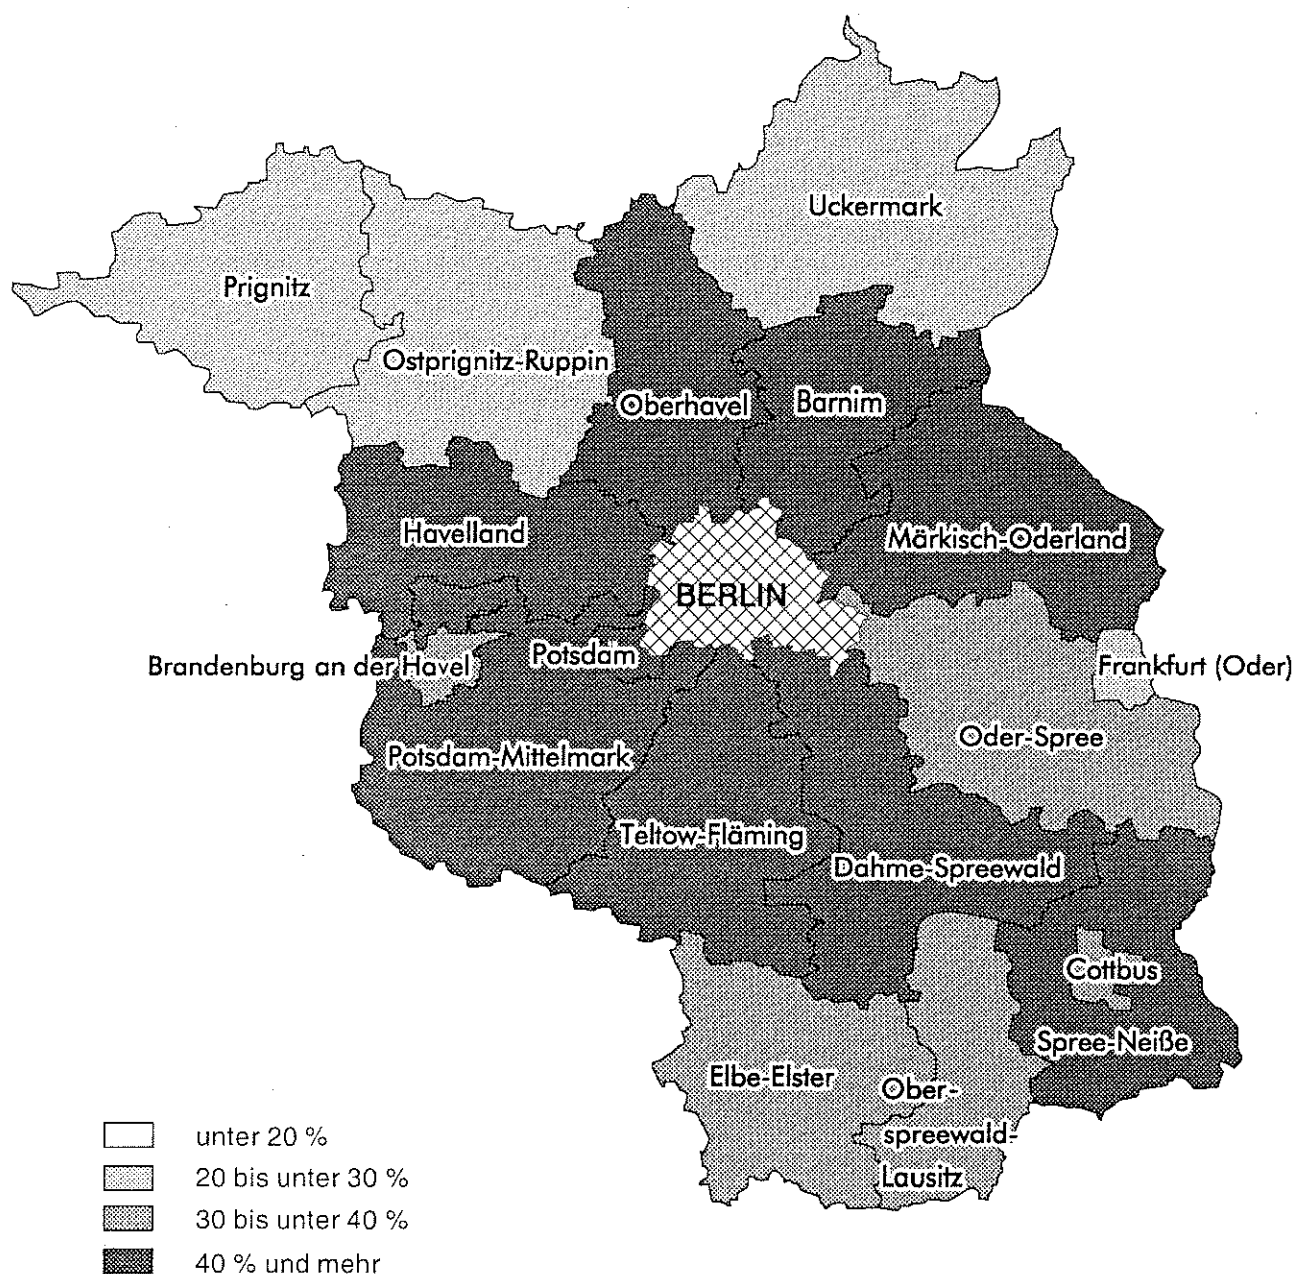 Uckermark
Prignitz
Ostprignitz-Ruppin
Oberhavel
Barnim
Havelland
Märkisch-Oderland
BERLIN
Potsdam
Brandenburg an der Havel
Frankfurt (Oder)
Oder-Spree
Potsdam-Mittelmark
Teltow-Fläming
Dahme-Spreewald
Cottbus
Spree-Neiße
Elbe-Elster
Ober-
spreewald-
Lausitz
unter 20 %
20 bis unter 30 %
30 bis unter 40 %
40 % und mehr